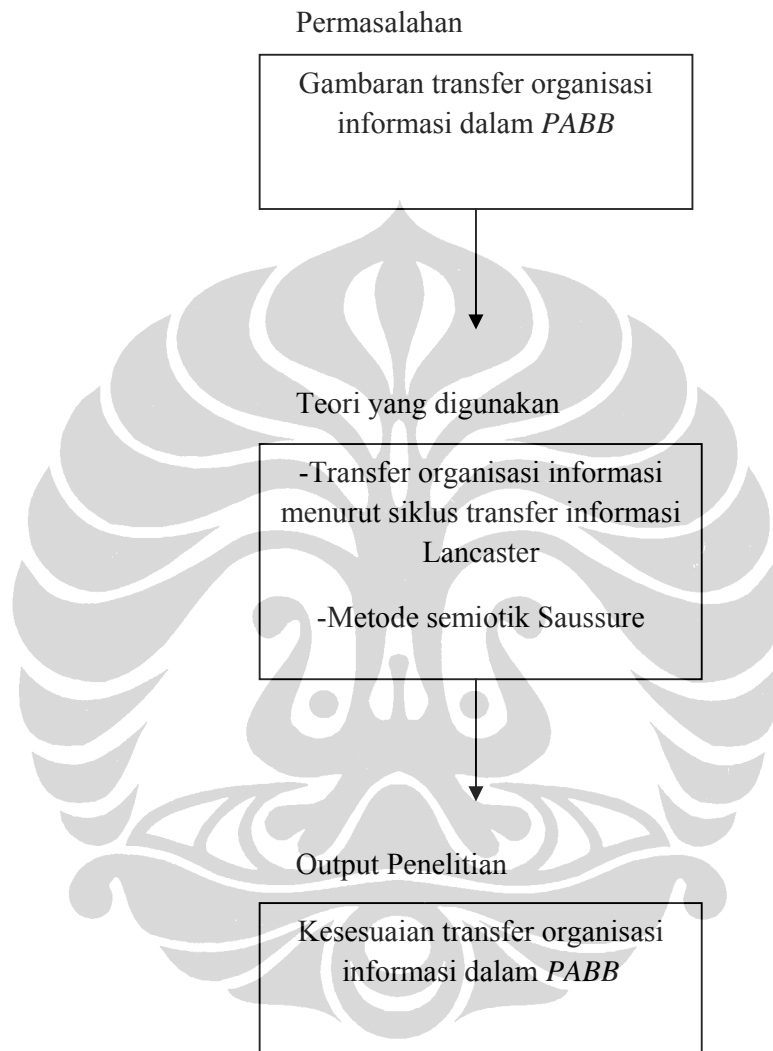 Permasalahan
Gambaran transfer organisasi
informasi dalam PABB
Teori yang digunakan
-Transfer organisasi informasi
menurut siklus transfer informasi
Lancaster
-Metode semiotik Saussure
Output Penelitian
Kesesuaian transfer organisasi
informasi dalam PABB